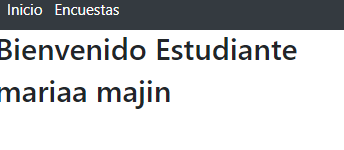 Inicio Encuestas
Bienvenido Estudiante
mariaa majin